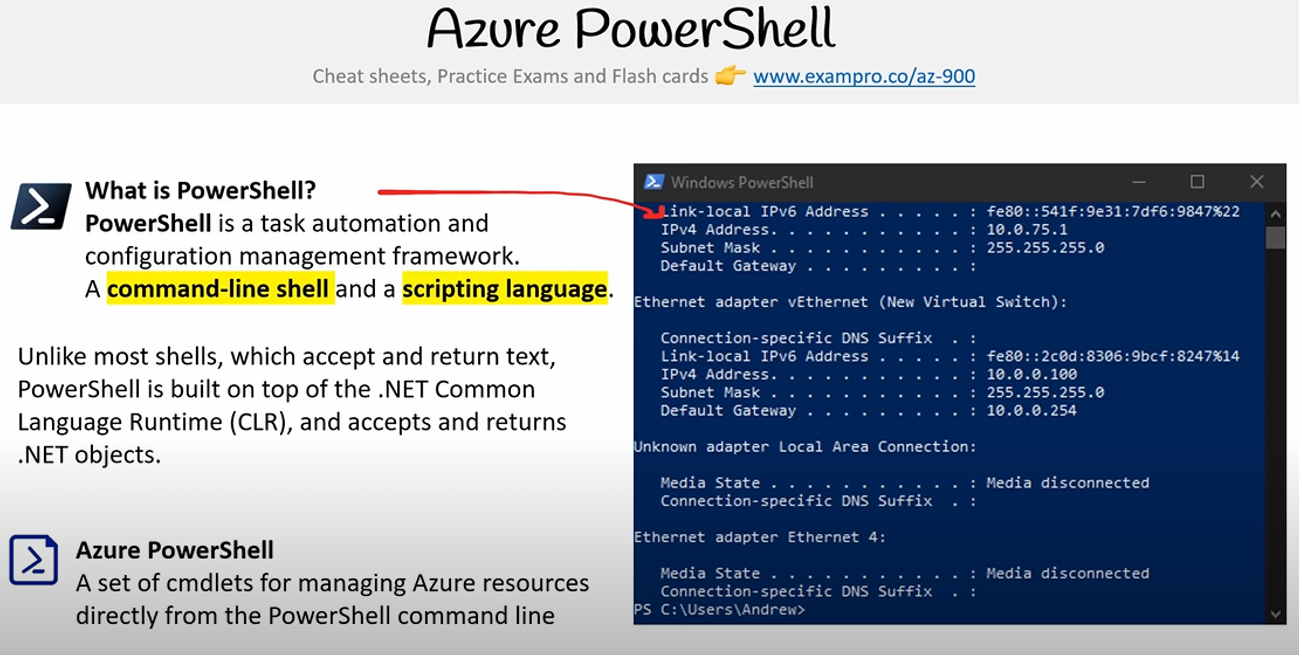 Azure PowerShell
Cheat sheets, Practice Exams and Flash cards 👉 www.exampro.co/az-900
What is PowerShell?
PowerShell is a task automation and
configuration management framework.
A command-line shell and a scripting language.
Unlike most shells, which accept and return text,
PowerShell is built on top of the .NET Common
Language Runtime (CLR), and accepts and returns
.NET objects.
Azure PowerShell
A set of cmdlets for managing Azure resources
directly from the PowerShell command line
Windows PowerShell
Link-local IPv6 Address . . . . . : fe80::541f:9e31:7df6:9847%22
IPv4 Address. . . . . . . . . . . : 10.0.75.1
Subnet Mask . . . . . . . . . . . : 255.255.255.0
Default Gateway . . . . . . . . . :
Ethernet adapter vEthernet (New Virtual Switch):
Connection-specific DNS Suffix  . :
Link-local IPv6 Address . . . . . : fe80::2c0d:8306:9bcf:8247%14
IPv4 Address. . . . . . . . . . . : 10.0.0.100
Subnet Mask . . . . . . . . . . . : 255.255.255.0
Default Gateway . . . . . . . . . : 10.0.0.254
Unknown adapter Local Area Connection:
Media State . . . . . . . . . . . : Media disconnected
Connection-specific DNS Suffix  . :
Ethernet adapter Ethernet 4:
Media State . . . . . . . . . . . : Media disconnected
Connection-specific DNS Suffix  . :
PS C:\Users\Andrew>